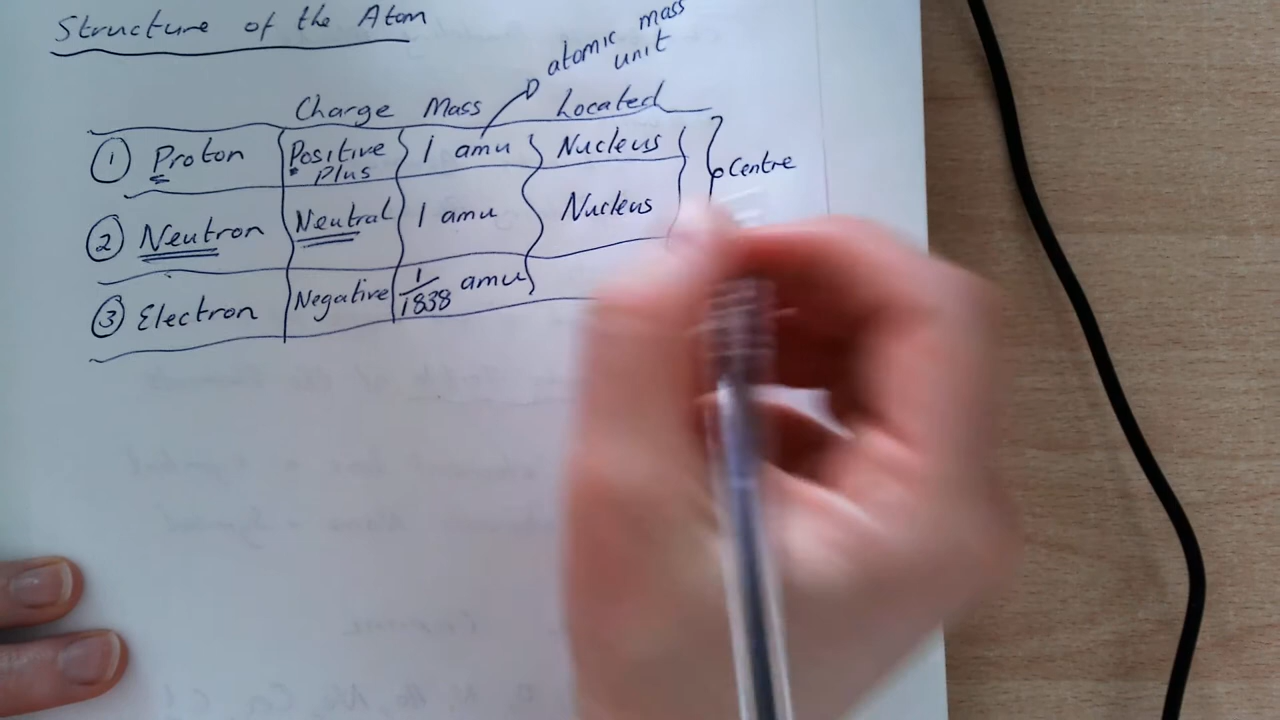 Structure of the Atom
atomic mass
unit
Charge Mass Located
① Proton Positive 1 amu Nucleus
Plus
Centre
② Neutron Neutral 1 amu Nucleus
③ Electron Negative 1/1838 amu